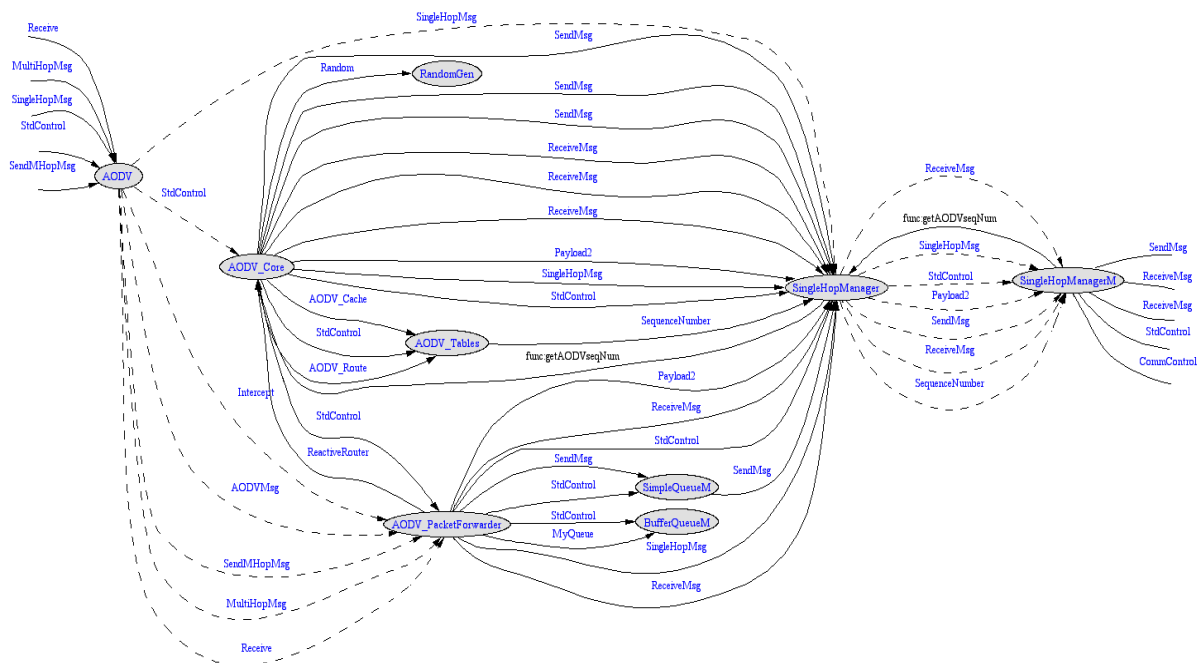 Receive
MultiHopMsg
SingleHopMsg
StdControl
SendMHopMsg
AODV
SingleHopMsg
StdControl
SendMsg
Random
RandomGen
SendMsg
SendMsg
ReceiveMsg
ReceiveMsg
ReceiveMsg
AODV_Core
Payload2
SingleHopMsg
StdControl
AODV_Cache
StdControl
AODV_Tables
AODV_Route
SequenceNumber
func:getAODVseqNum
SingleHopManager
ReceiveMsg
func:getAODVseqNum
SingleHopMsg
StdControl
Payload2
SendMsg
ReceiveMsg
SequenceNumber
SingleHopManagerM
SendMsg
ReceiveMsg
ReceiveMsg
StdControl
CommControl
Intercept
StdControl
ReactiveRouter
Payload2
ReceiveMsg
StdControl
SendMsg
SimpleQueueM
SendMsg
StdControl
AODVMsg
AODV_PacketForwarder
StdControl
BufferQueueM
MyQueue
SingleHopMsg
SendMHopMsg
ReceiveMsg
MultiHopMsg
Receive